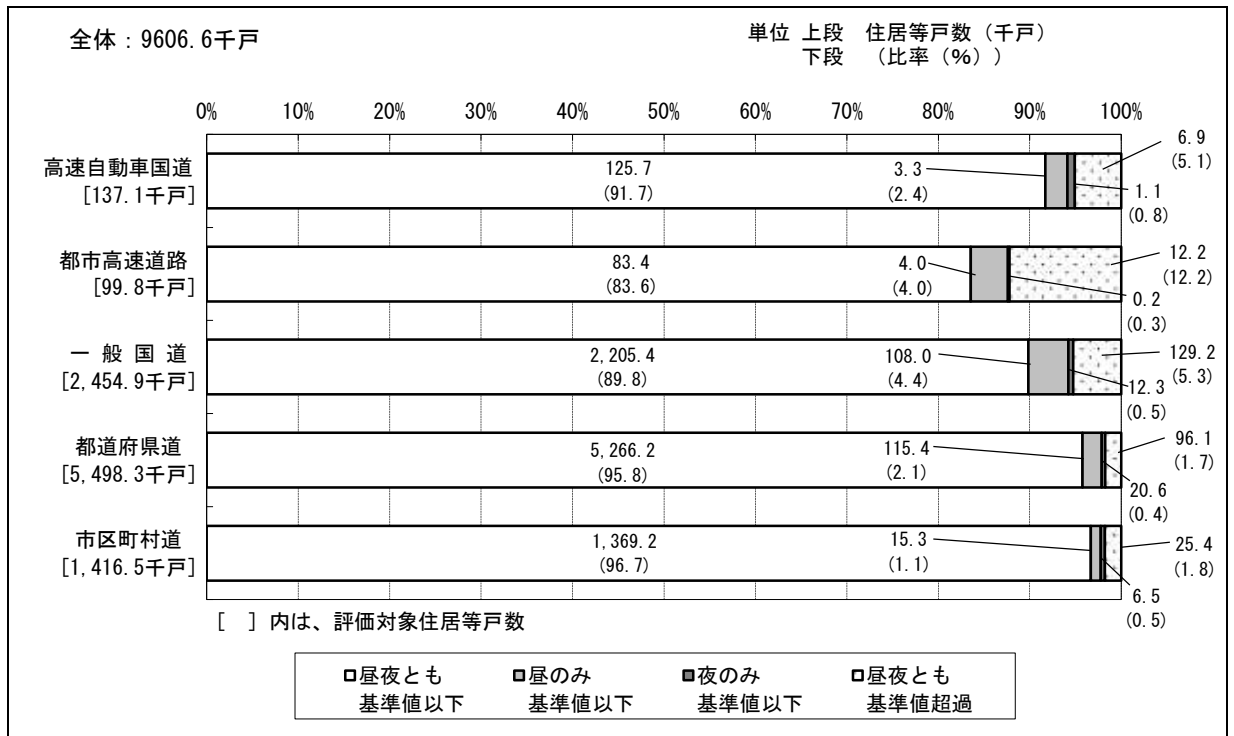 全体：9606.6千戸
単位 上段 住居等戸数（千戸）
下段 （比率（%））
0% 10% 20% 30% 40% 50% 60% 70% 80% 90% 100%
高速自動車国道
[137.1千戸]
125.7
(91.7)
3.3
(2.4)
1.1
(0.8)
6.9
(5.1)
都市高速道路
[99.8千戸]
83.4
(83.6)
4.0
(4.0)
0.2
(0.3)
12.2
(12.2)
一般国道
[2,454.9千戸]
2,205.4
(89.8)
108.0
(4.4)
12.3
(0.5)
129.2
(5.3)
都道府県道
[5,498.3千戸]
5,266.2
(95.8)
115.4
(2.1)
20.6
(0.4)
96.1
(1.7)
市区町村道
[1,416.5千戸]
1,369.2
(96.7)
15.3
(1.1)
6.5
(0.5)
25.4
(1.8)
[ ]内は、評価対象住居等戸数
昼夜とも
基準値以下
昼のみ
基準値以下
夜のみ
基準値以下
昼夜とも
基準値超過